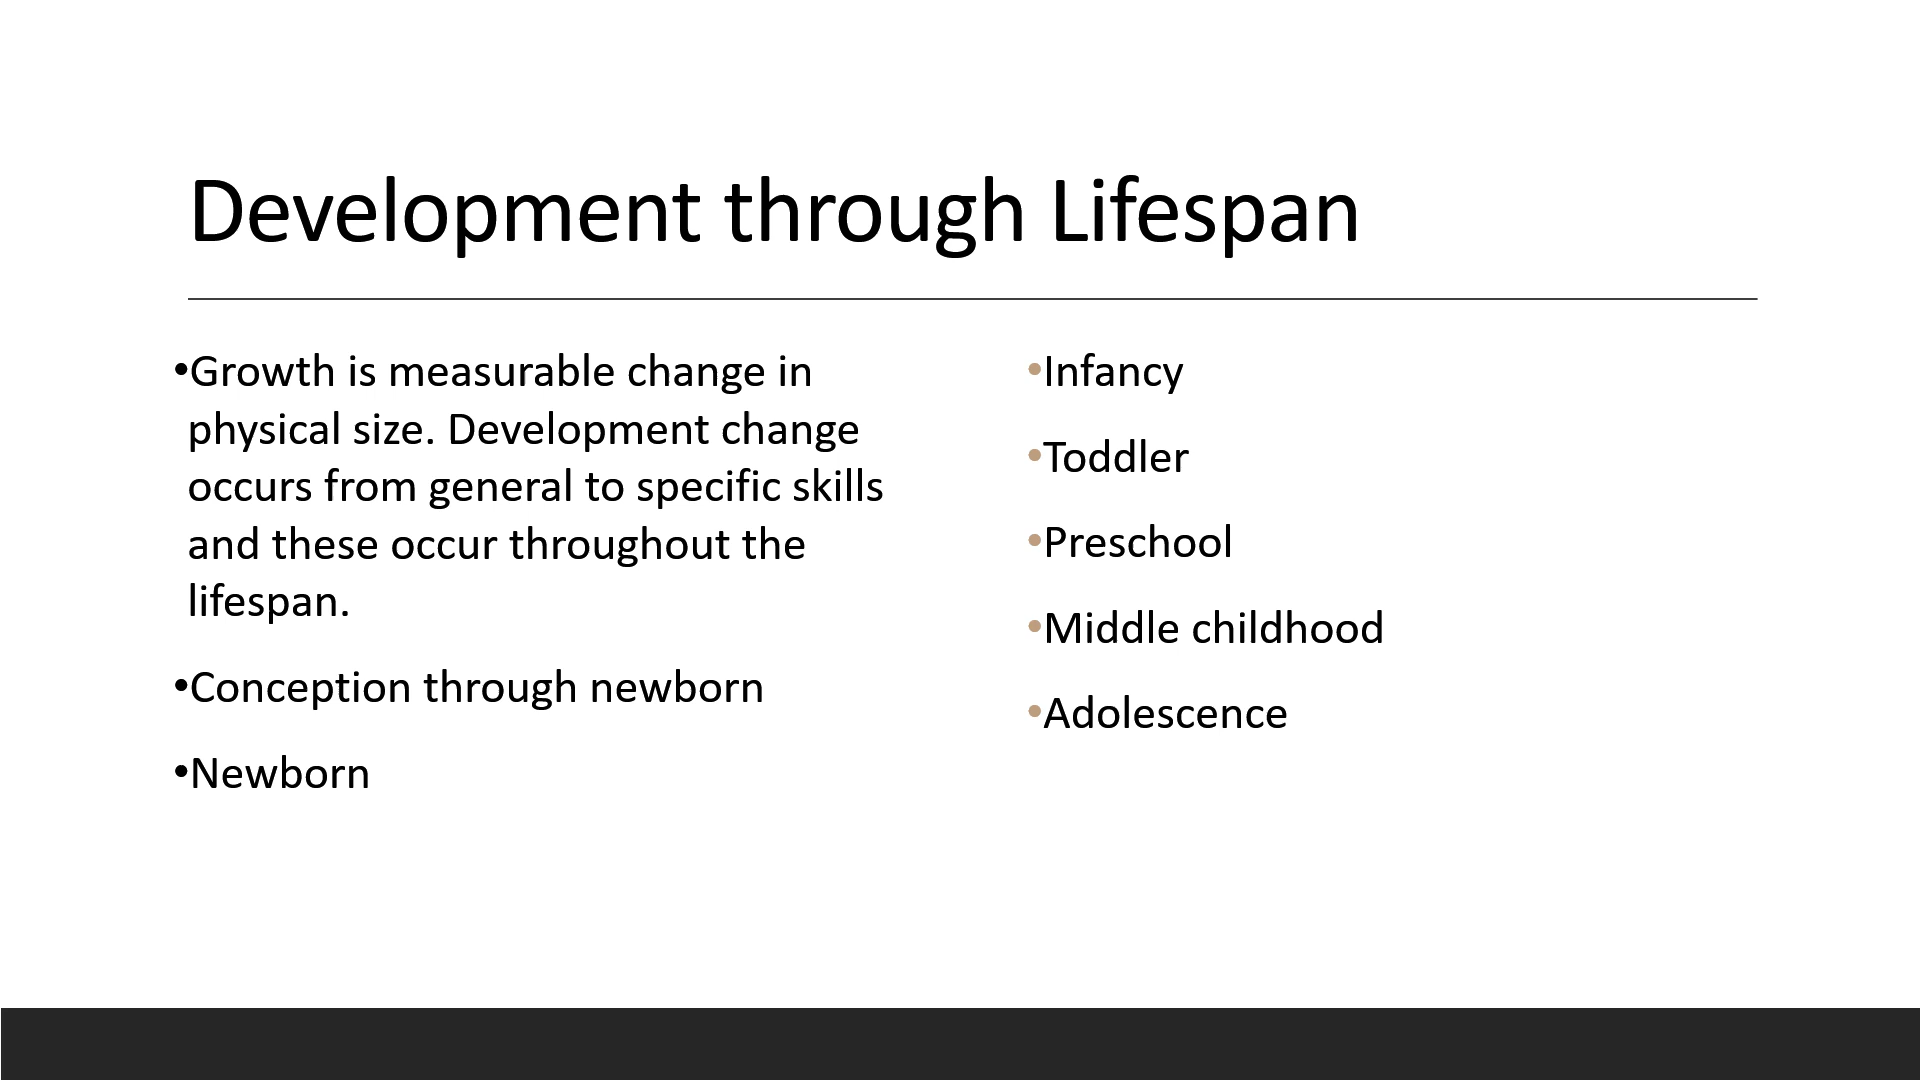 Development through Lifespan
•Growth is measurable change in
physical size. Development change
occurs from general to specific skills
and these occur throughout the
lifespan.
•Conception through newborn
•Newborn
•Infancy
•Toddler
•Preschool
•Middle childhood
•Adolescence